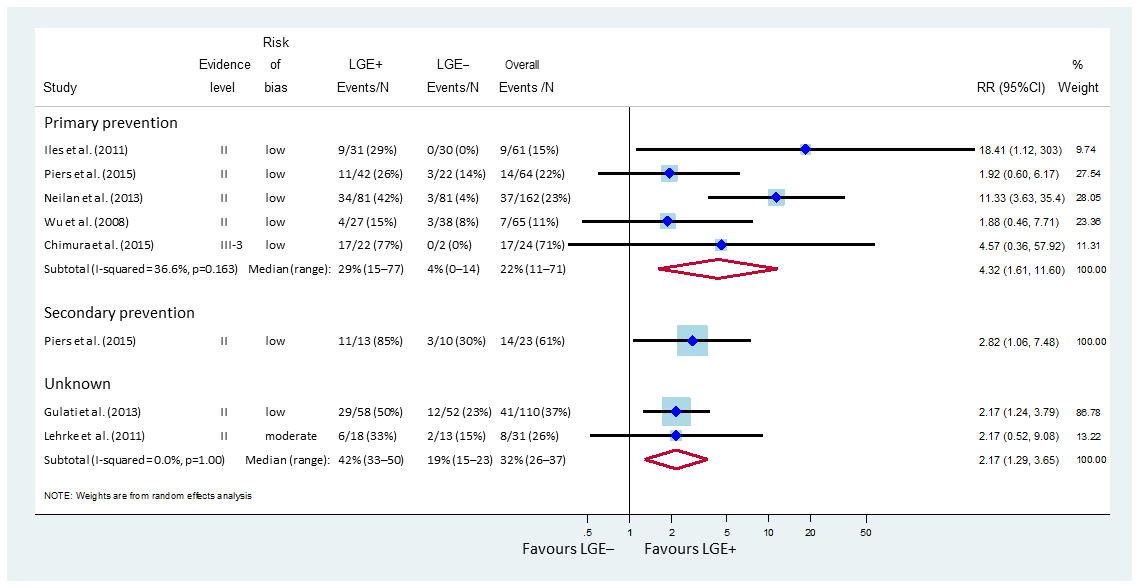 Risk
Evidence of LGE+ LGE– Overall %
Study level bias Events/N Events/N Events /N RR (95%CI) Weight
Primary prevention
Iles et al. (2011) II low 9/31 (29%) 0/30 (0%) 9/61 (15%) 18.41 (1.12, 303) 9.74
Piers et al. (2015) II low 11/42 (26%) 3/22 (14%) 14/64 (22%) 1.92 (0.60, 6.17) 27.54
Neilan et al. (2013) II low 34/81 (42%) 3/81 (4%) 37/162 (23%) 11.33 (3.63, 35.4) 28.05
Wu et al. (2008) II low 4/27 (15%) 3/38 (8%) 7/65 (11%) 1.88 (0.46, 7.71) 23.36
Chimura et al. (2015) III-3 low 17/22 (77%) 0/2 (0%) 17/24 (71%) 4.57 (0.36, 57.92) 11.31
Subtotal (I-squared = 36.6%, p=0.163) Median (range): 29% (15–77) 4% (0–14) 22% (11–71) 4.32 (1.61, 11.60) 100.00
Secondary prevention
Piers et al. (2015) II low 11/13 (85%) 3/10 (30%) 14/23 (61%) 2.82 (1.06, 7.48) 100.00
Unknown
Gulati et al. (2013) II low 29/58 (50%) 12/52 (23%) 41/110 (37%) 2.17 (1.24, 3.79) 86.78
Lehrke et al. (2011) II moderate 6/18 (33%) 2/13 (15%) 8/31 (26%) 2.17 (0.52, 9.08) 13.22
Subtotal (I-squared = 0.0%, p=1.00) Median (range): 42% (33–50) 19% (15–23) 32% (26–37) 2.17 (1.29, 3.65) 100.00
NOTE: Weights are from random effects analysis
.5 1 2 5 10 20 50
Favours LGE– Favours LGE+